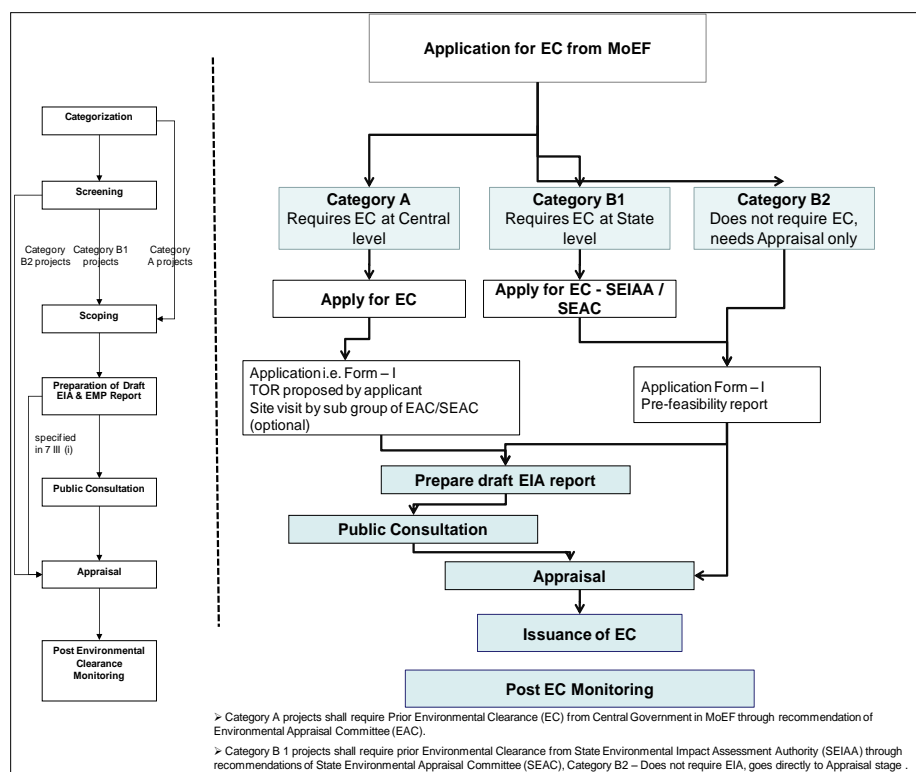 Application for EC from MoEF
Categorization
Screening
Category
B2 projects
Category B1
projects
Category
A projects
Scoping
Preparation of Draft
EIA & EMP Report
specified
in 7 III (i)
Public Consultation
Appraisal
Post Environmental
Clearance
Monitoring
Category A
Requires EC at Central
level
Category B1
Requires EC at State
level
Category B2
Does not require EC,
needs Appraisal only
Apply for EC
Apply for EC - SEIAA /
SEAC
Application i.e. Form – I
TOR proposed by applicant
Site visit by sub group of EAC/SEAC
(optional)
Application Form – I
Pre-feasibility report
Prepare draft EIA report
Public Consultation
Appraisal
Issuance of EC
Post EC Monitoring
➢ Category A projects shall require Prior Environmental Clearance (EC) from Central Government in MoEF through recommendation of
Environmental Appraisal Committee (EAC).
➢ Category B 1 projects shall require prior Environmental Clearance from State Environmental Impact Assessment Authority (SEIAA) through
recommendations of State Environmental Appraisal Committee (SEAC), Category B2 – Does not require EIA, goes directly to Appraisal stage .